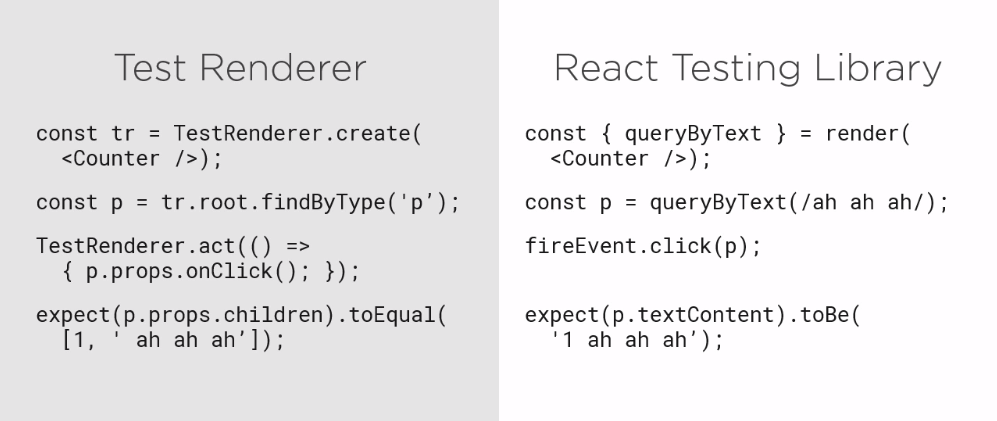 Test Renderer
const tr = TestRenderer.create(
<Counter />);
const p = tr.root.findByType('p’);
TestRenderer.act(() =>
{ p.props.onClick(); });
expect(p.props.children).toEqual(
[1, ' ah ah ah’]);
React Testing Library
const { queryByText } = render(
<Counter />);
const p = queryByText(/ah ah ah/);
fireEvent.click(p);
expect(p.textContent).toBe(
'1 ah ah ah’);